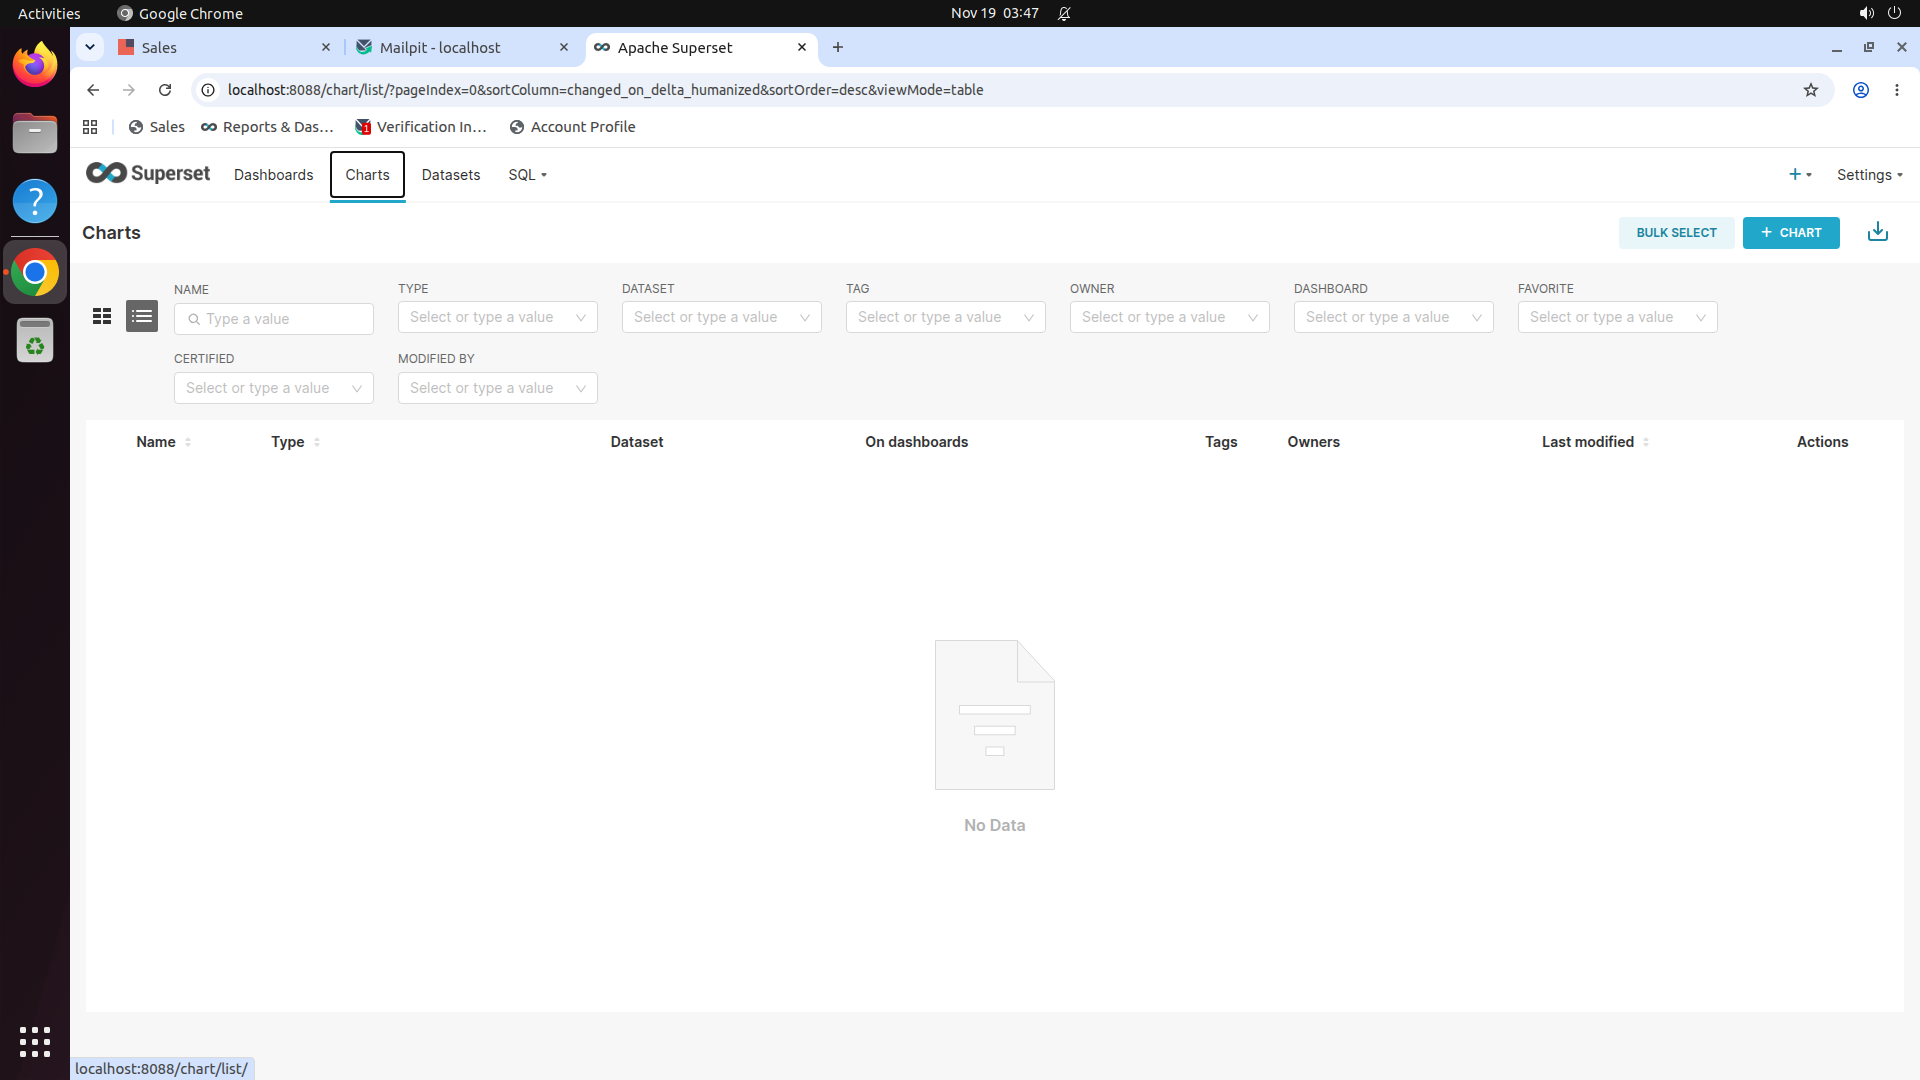 Activities
Google Chrome
Nov 19 03:47
Sales
Mailpit - localhost
Apache Superset
localhost:8088/chart/list/?pageIndex=0&sortColumn=changed_on_delta_humanized&sortOrder=desc&viewMode=table
Sales
Reports & Das...
1
Verification In...
Account Profile
Superset
Dashboards
Charts
Datasets
SQL
Settings
Charts
BULK SELECT
+ CHART
NAME
Type a value
TYPE
Select or type a value
DATASET
Select or type a value
TAG
Select or type a value
OWNER
Select or type a value
DASHBOARD
Select or type a value
FAVORITE
Select or type a value
CERTIFIED
Select or type a value
MODIFIED BY
Select or type a value
Name
Type
Dataset
On dashboards
Tags
Owners
Last modified
Actions
No Data
localhost:8088/chart/list/